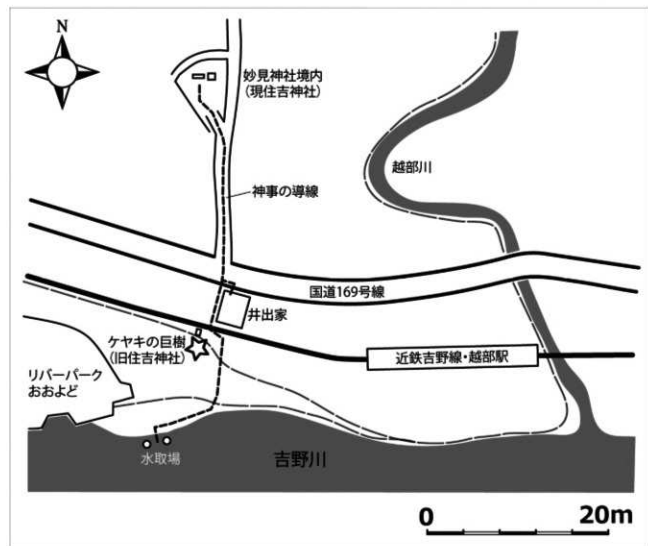 妙見神社境内
(現住吉神社)
越部川
神事の導線
国道169号線
井出家
ケヤキの巨樹
(旧住吉神社)
近鉄吉野線・越部駅
リバーパーク
おおよど
水取場
吉野川
0 20m